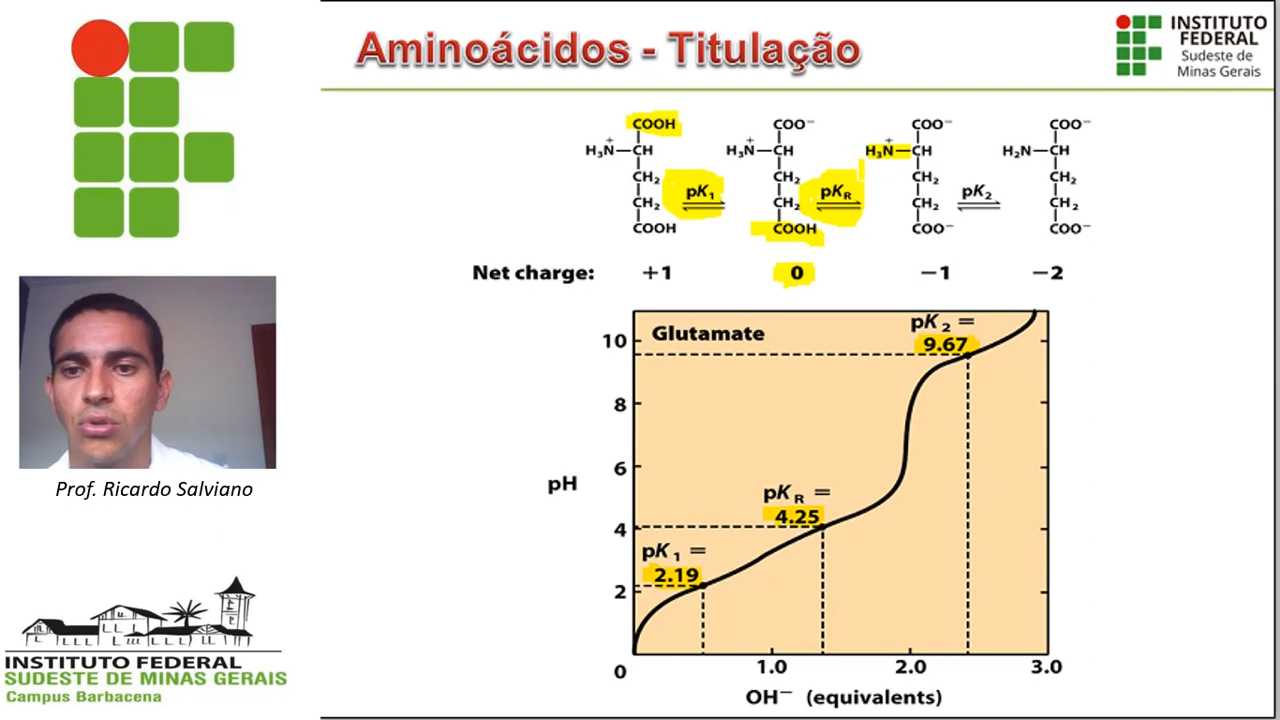 Aminoácidos - Titulação
INSTITUTO
FEDERAL
Sudeste de
Minas Gerais
COOH COO⁻ COO⁻ COO⁻
H₃N⁺—CH H₃N⁺—CH H₃N⁺—CH H₂N—CH
CH₂ CH₂ CH₂ CH₂
pK₁ pKR pK₂
CH₂ CH₂ CH₂ CH₂
COOH COOH COO⁻ COO⁻
Net charge: +1 0 −1 −2
Glutamate
pK₂ =
9.67
pKR =
4.25
pK₁ =
2.19
pH
10
8
6
4
2
0
1.0 2.0 3.0
OH⁻ (equivalents)
Prof. Ricardo Salviano
INSTITUTO FEDERAL
SUDESTE DE MINAS GERAIS
Campus Barbacena